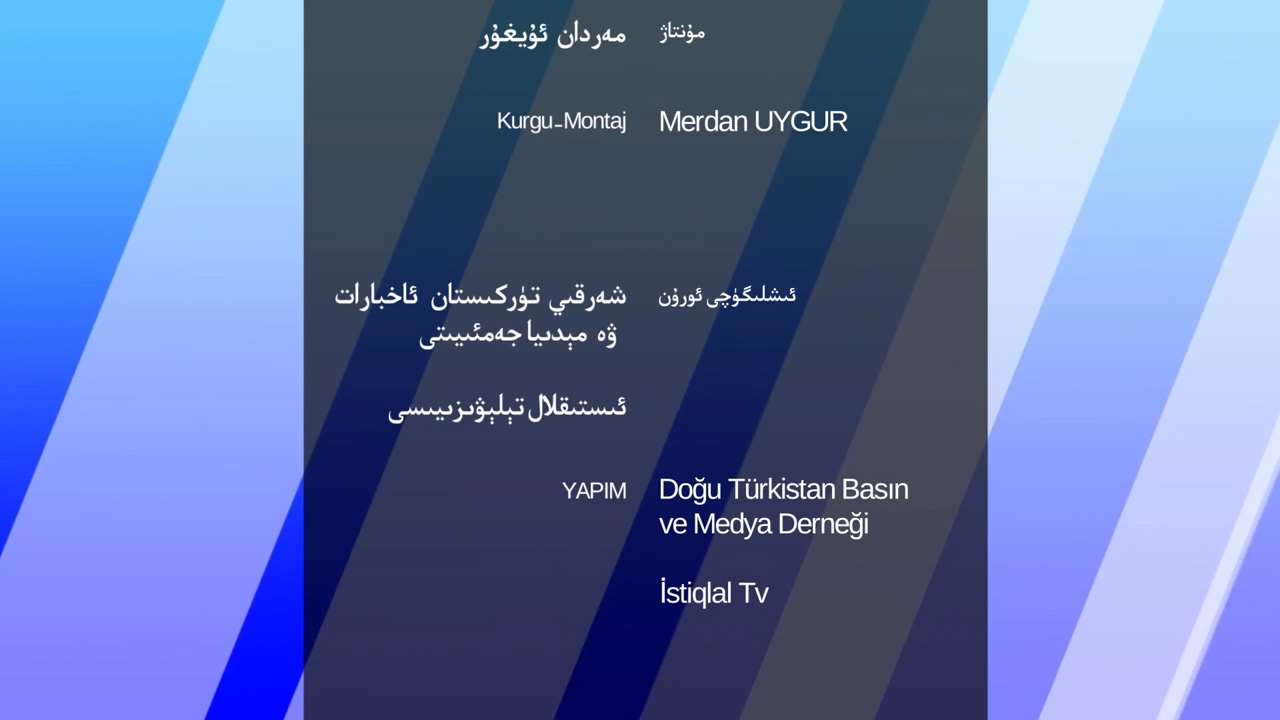 مۇنتاژ مەردان ئۇيغۇر
Kurgu-Montaj Merdan UYGUR
ئىشلىگۈچى ئورۇن شەرقىي تۈركىستان ئاخبارات
ۋە مېدىيا جەمئىيىتى
ئىستىقلال تېلېۋىزىيىسى
YAPIM Doğu Türkistan Basın
ve Medya Derneği
İstiqlal Tv